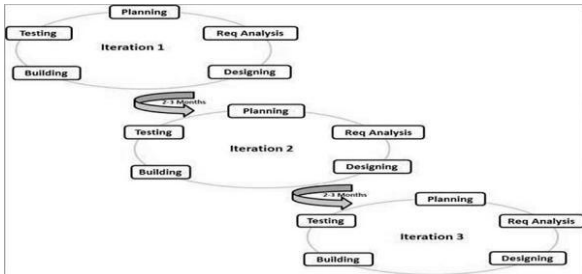 Planning
Testing
Req Analysis
Iteration 1
Building
Designing
2-3 Months
Planning
Testing
Req Analysis
Iteration 2
Building
Designing
2-3 Months
Planning
Testing
Req Analysis
Iteration 3
Building
Designing